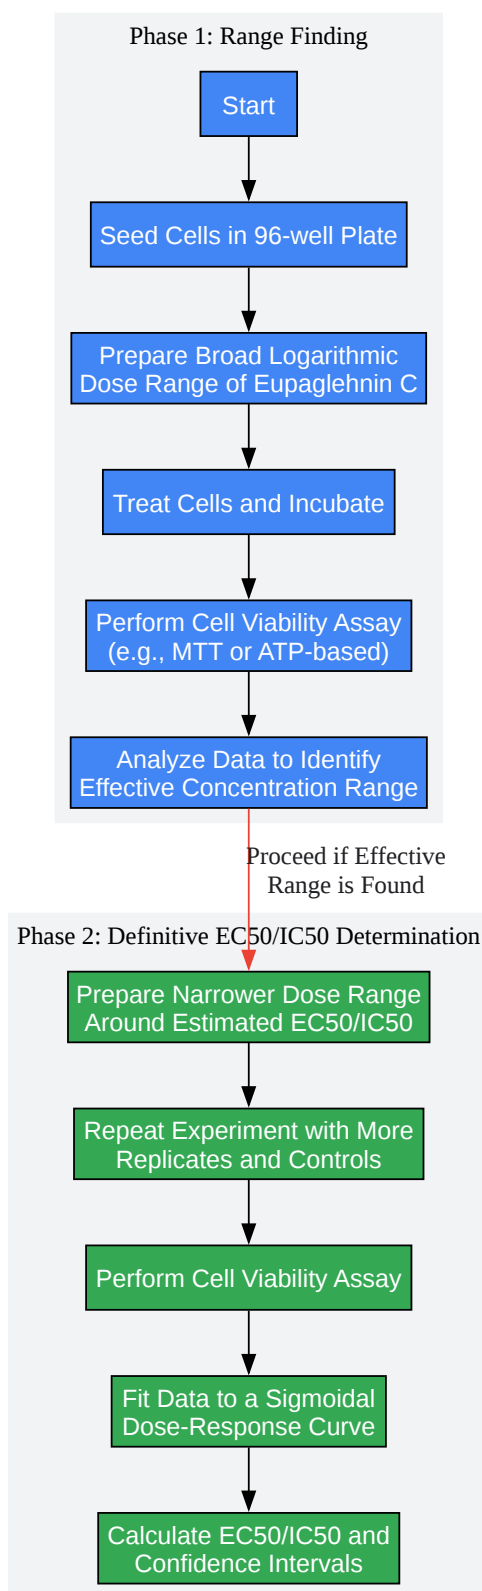 Phase 1: Range Finding
Start
Seed Cells in 96-well Plate
Prepare Broad Logarithmic
Dose Range of Eupaglehnin C
Treat Cells and Incubate
Perform Cell Viability Assay
(e.g., MTT or ATP-based)
Analyze Data to Identify
Effective Concentration Range
Proceed if Effective
Range is Found
Phase 2: Definitive EC50/IC50 Determination
Prepare Narrower Dose Range
Around Estimated EC50/IC50
Repeat Experiment with More
Replicates and Controls
Perform Cell Viability Assay
Fit Data to a Sigmoidal
Dose-Response Curve
Calculate EC50/IC50 and
Confidence Intervals